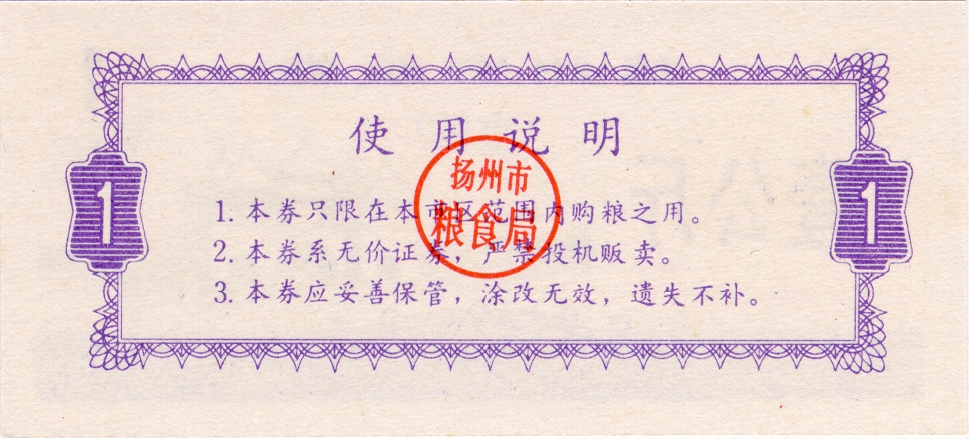 使用说明
扬州市
粮食局
1
1
1. 本券只限在本市区范围内购粮之用。
2. 本券系无价证券，严禁投机贩卖。
3. 本券应妥善保管，涂改无效，遗失不补。